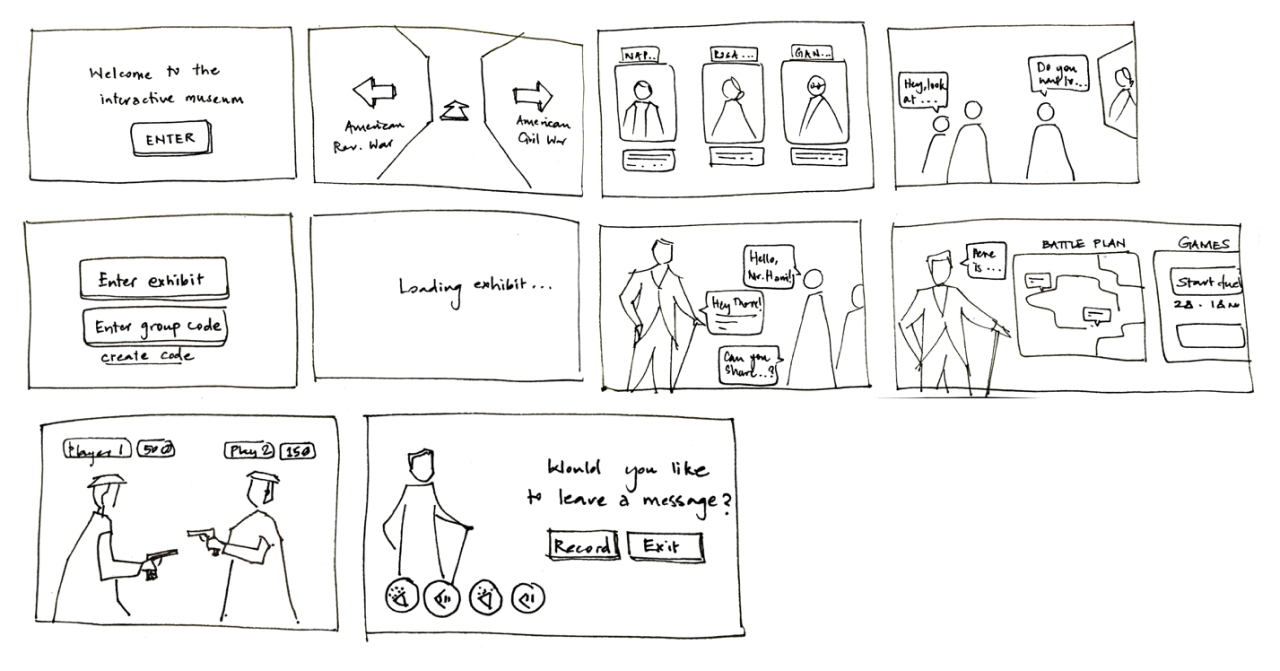 Welcome to the
interactive museum
ENTER
American
Rev. War
American
Civil War
NAP..
ROSA ...
GAN...
Hey, look
at ...
Do you
want to...
Enter exhibit
Enter group code
create code
Loading exhibit...
Hello,
Mr. Hamil
Hey There!
Can you
share...?
Here
is ...
BATTLE PLAN
GAMES
Start duel
Player 1
500
Play 2
150
Would you like
to leave a message?
Record
Exit